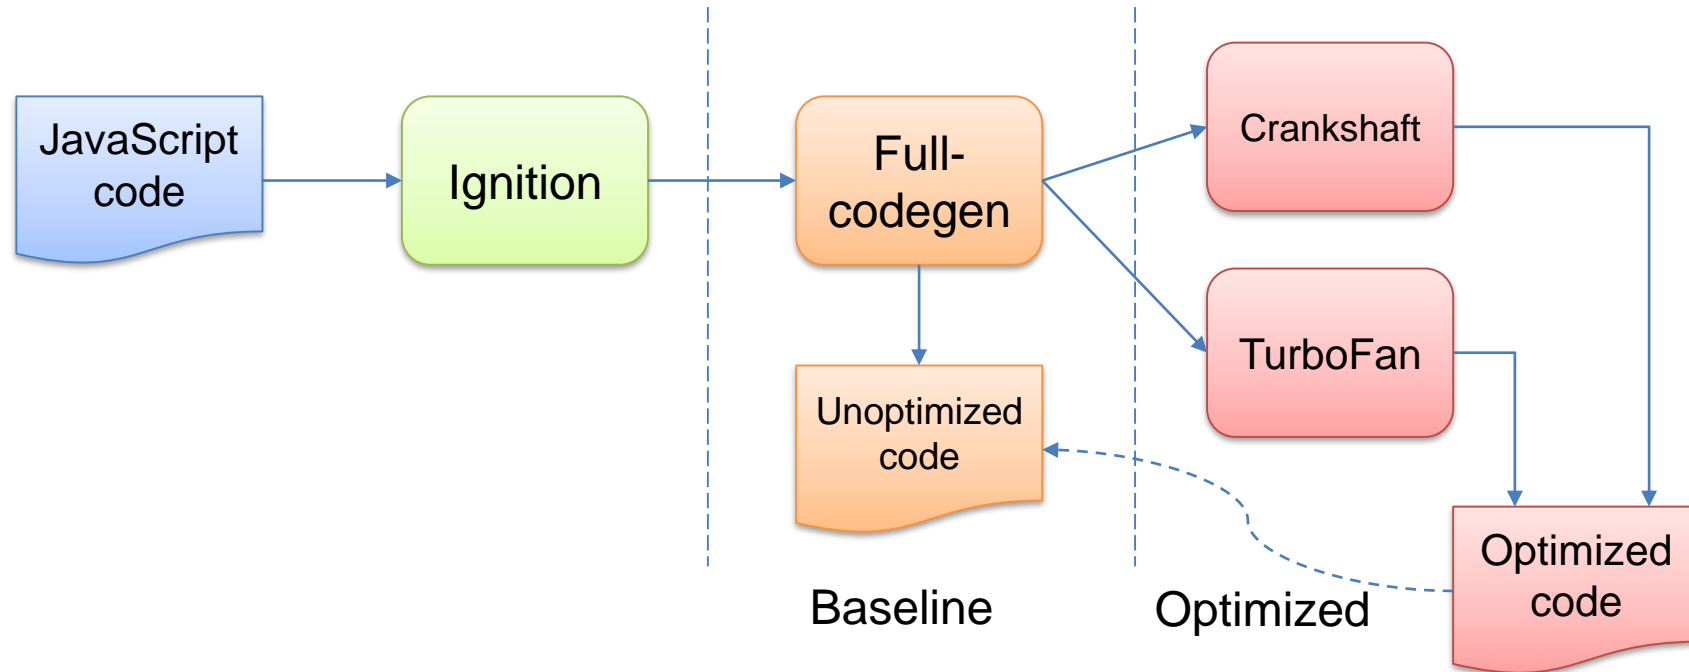 JavaScript
code
Ignition
Full-
codegen
Crankshaft
TurboFan
Unoptimized
code
Optimized
code
Baseline
Optimized